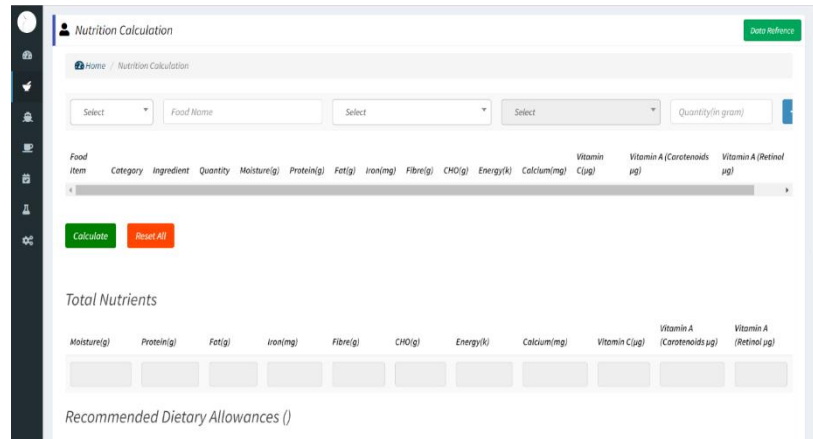 Nutrition Calculation
Data Refrence
Home / Nutrition Calculation
Select Food Name Select Select Quantity(in gram)
Food Item Category Ingredient Quantity Moisture(g) Protein(g) Fat(g) Iron(mg) Fibre(g) CHO(g) Energy(k) Calcium(mg) Vitamin C(µg) Vitamin A (Carotenoids µg) Vitamin A (Retinol µg)
Calculate Reset All
Total Nutrients
Moisture(g) Protein(g) Fat(g) Iron(mg) Fibre(g) CHO(g) Energy(k) Calcium(mg) Vitamin C(µg) Vitamin A (Carotenoids µg) Vitamin A (Retinol µg)
Recommended Dietary Allowances ()